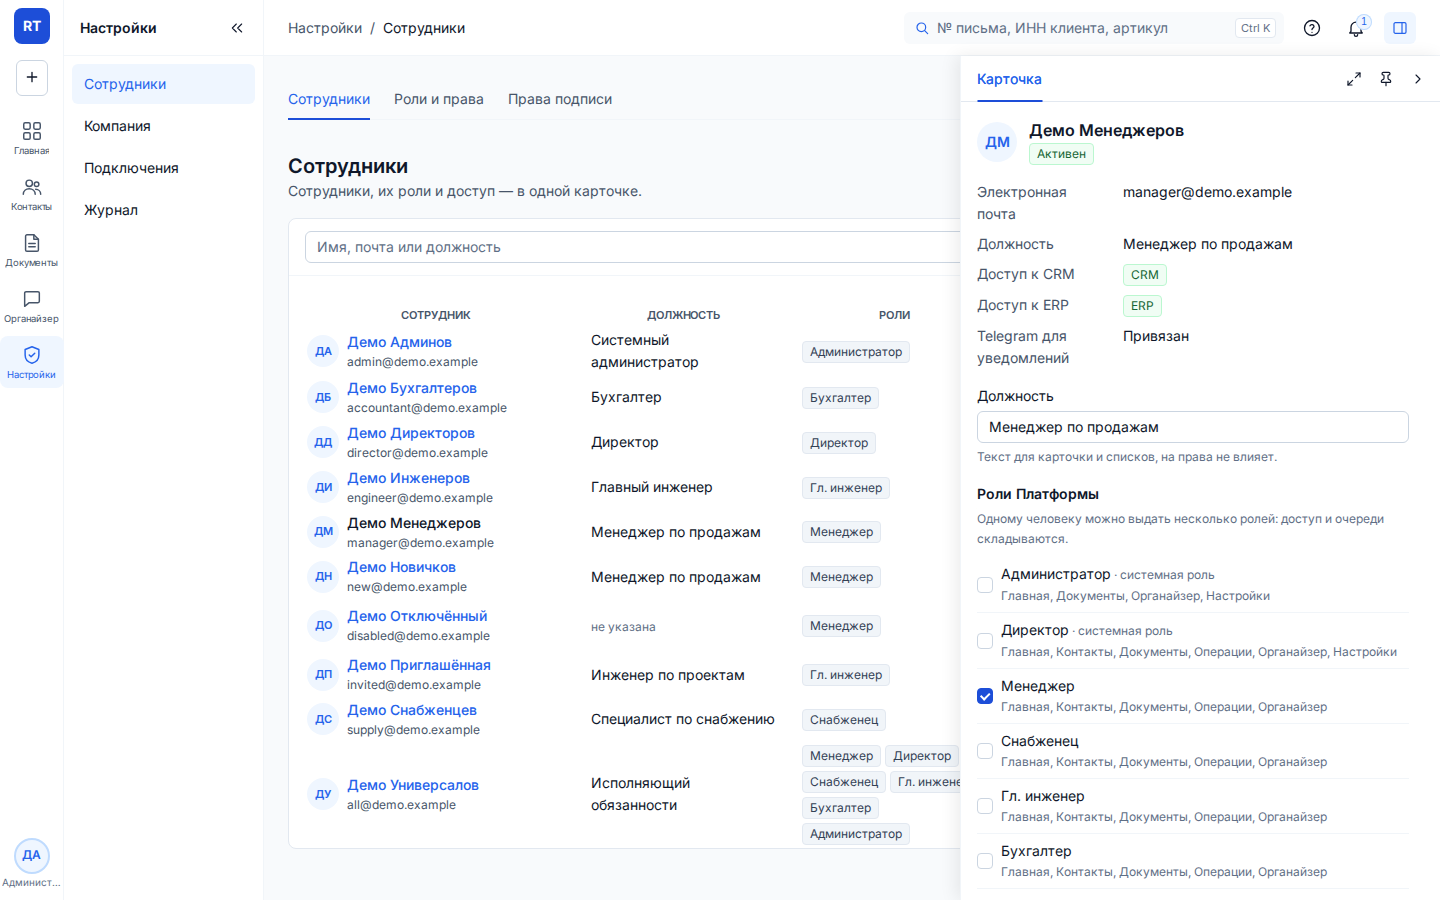 RT
Главная
Контакты
Документы
Органайзер
Настройки
ДА
Админист...
Настройки
Сотрудники
Компания
Подключения
Журнал
Настройки / Сотрудники
№ письма, ИНН клиента, артикул
Ctrl K
1
Сотрудники
Роли и права
Права подписи
Сотрудники
Сотрудники, их роли и доступ — в одной карточке.
Имя, почта или должность
СОТРУДНИК
ДОЛЖНОСТЬ
РОЛИ
ДА
Демо Админов
admin@demo.example
Системный
администратор
Администратор
ДБ
Демо Бухгалтеров
accountant@demo.example
Бухгалтер
Бухгалтер
ДД
Демо Директоров
director@demo.example
Директор
Директор
ДИ
Демо Инженеров
engineer@demo.example
Главный инженер
Гл. инженер
ДМ
Демо Менеджеров
manager@demo.example
Менеджер по продажам
Менеджер
ДН
Демо Новичков
new@demo.example
Менеджер по продажам
Менеджер
ДО
Демо Отключённый
disabled@demo.example
не указана
Менеджер
ДП
Демо Приглашённая
invited@demo.example
Инженер по проектам
Гл. инженер
ДС
Демо Снабженцев
supply@demo.example
Специалист по снабжению
Снабженец
ДУ
Демо Универсалов
all@demo.example
Исполняющий
обязанности
Менеджер Директор
Снабженец Гл. инжене
Бухгалтер
Администратор
Карточка
ДМ
Демо Менеджеров
Активен
Электронная
почта
manager@demo.example
Должность
Менеджер по продажам
Доступ к CRM
CRM
Доступ к ERP
ERP
Telegram для
уведомлений
Привязан
Должность
Менеджер по продажам
Текст для карточки и списков, на права не влияет.
Роли Платформы
Одному человеку можно выдать несколько ролей: доступ и очереди
складываются.
Администратор · системная роль
Главная, Документы, Органайзер, Настройки
Директор · системная роль
Главная, Контакты, Документы, Операции, Органайзер, Настройки
Менеджер
Главная, Контакты, Документы, Операции, Органайзер
Снабженец
Главная, Контакты, Документы, Операции, Органайзер
Гл. инженер
Главная, Контакты, Документы, Операции, Органайзер
Бухгалтер
Главная, Контакты, Документы, Операции, Органайзер